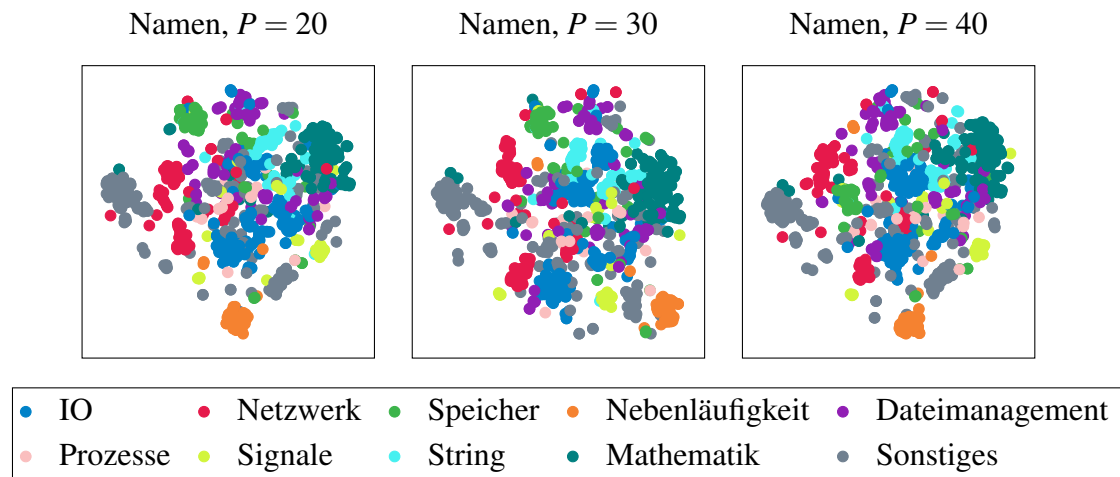 Namen, P = 20 Namen, P = 30 Namen, P = 40
IO Netzwerk Speicher Nebenläufigkeit Dateimanagement
Prozesse Signale String Mathematik Sonstiges